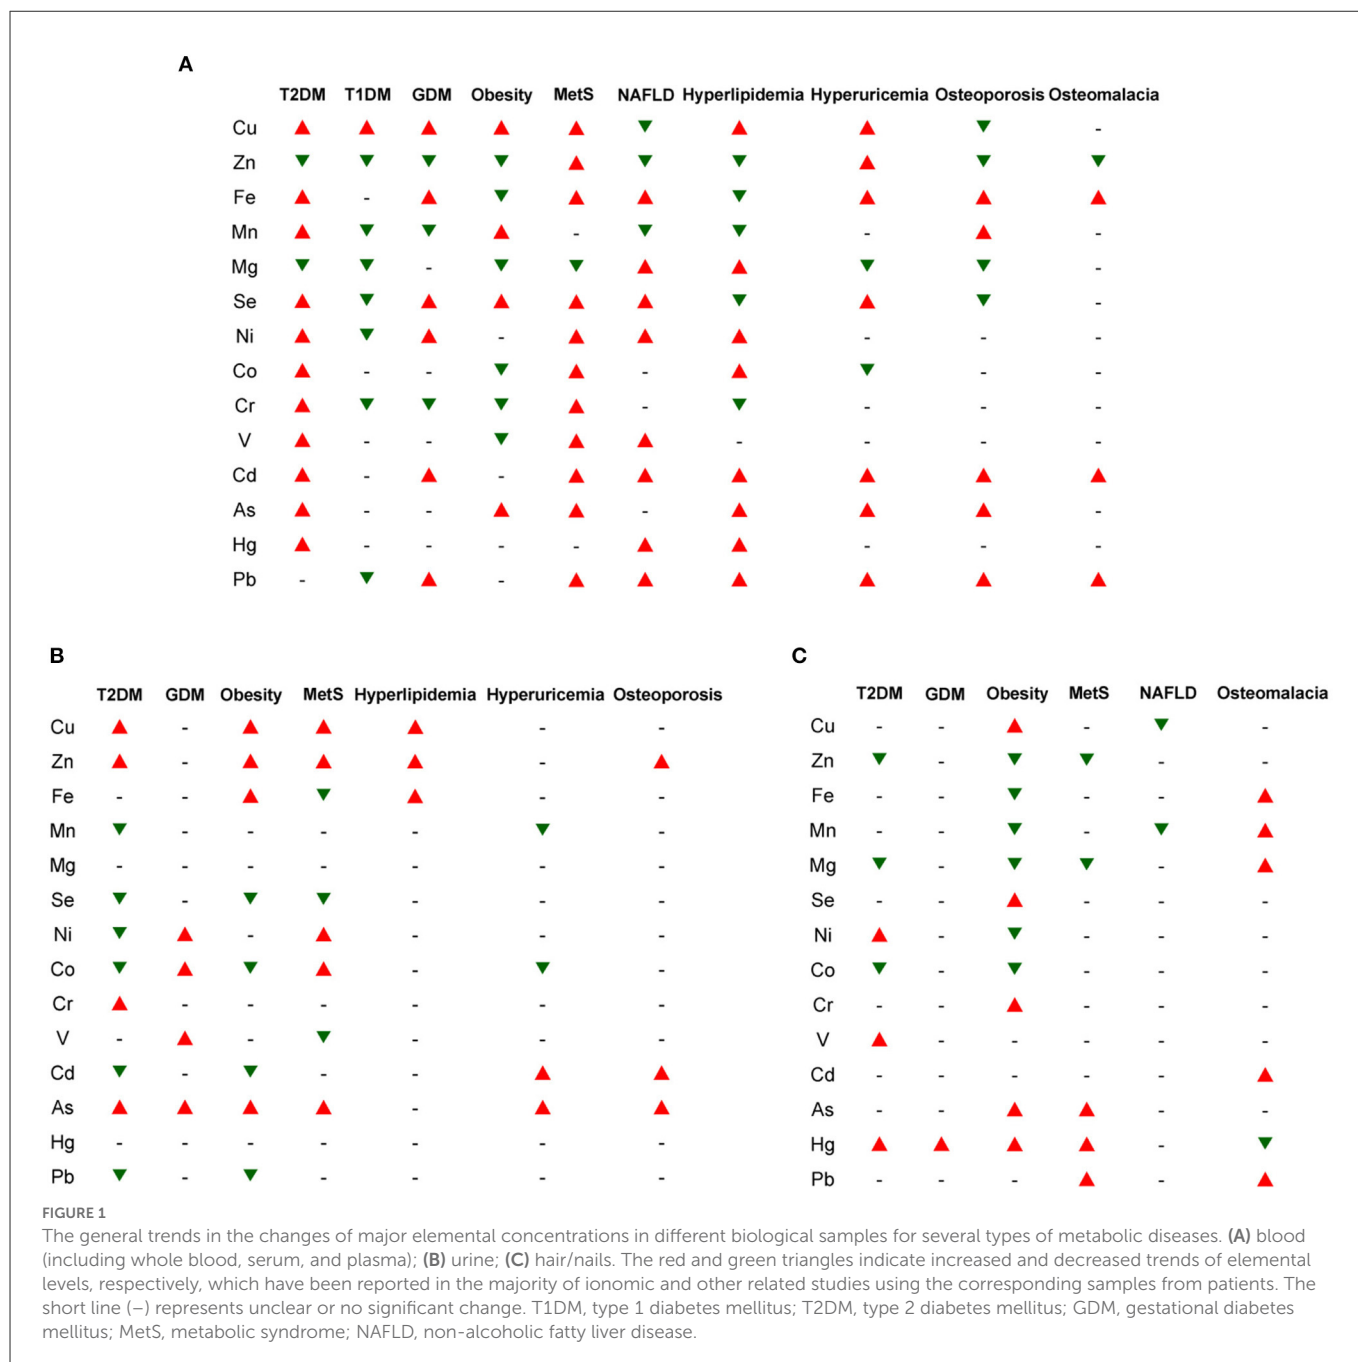 A
T2DM T1DM GDM Obesity MetS NAFLD Hyperlipidemia Hyperuricemia Osteoporosis Osteomalacia
Cu -
Zn
Fe -
Mn - - -
Mg - -
Se -
Ni - - - -
Co - - - - -
Cr - - - -
V - - - - - -
Cd - -
As - - - -
Hg - - - - - - -
Pb - -
B
T2DM GDM Obesity MetS Hyperlipidemia Hyperuricemia Osteoporosis
Cu - - -
Zn - -
Fe - - - -
Mn - - - - -
Mg - - - - - - -
Se - - - -
Ni - - - -
Co - -
Cr - - - - - -
V - - - - -
Cd - - -
As -
Hg - - - - - - -
Pb - - - - -
C
T2DM GDM Obesity MetS NAFLD Osteomalacia
Cu - - - -
Zn - - -
Fe - - - -
Mn - - -
Mg - -
Se - - - - -
Ni - - - -
Co - - - -
Cr - - - - -
V - - - - -
Cd - - - - -
As - - - -
Hg -
Pb - - - -
FIGURE 1
The general trends in the changes of major elemental concentrations in different biological samples for several types of metabolic diseases. (A) blood
(including whole blood, serum, and plasma); (B) urine; (C) hair/nails. The red and green triangles indicate increased and decreased trends of elemental
levels, respectively, which have been reported in the majority of ionomic and other related studies using the corresponding samples from patients. The
short line (–) represents unclear or no significant change. T1DM, type 1 diabetes mellitus; T2DM, type 2 diabetes mellitus; GDM, gestational diabetes
mellitus; MetS, metabolic syndrome; NAFLD, non-alcoholic fatty liver disease.